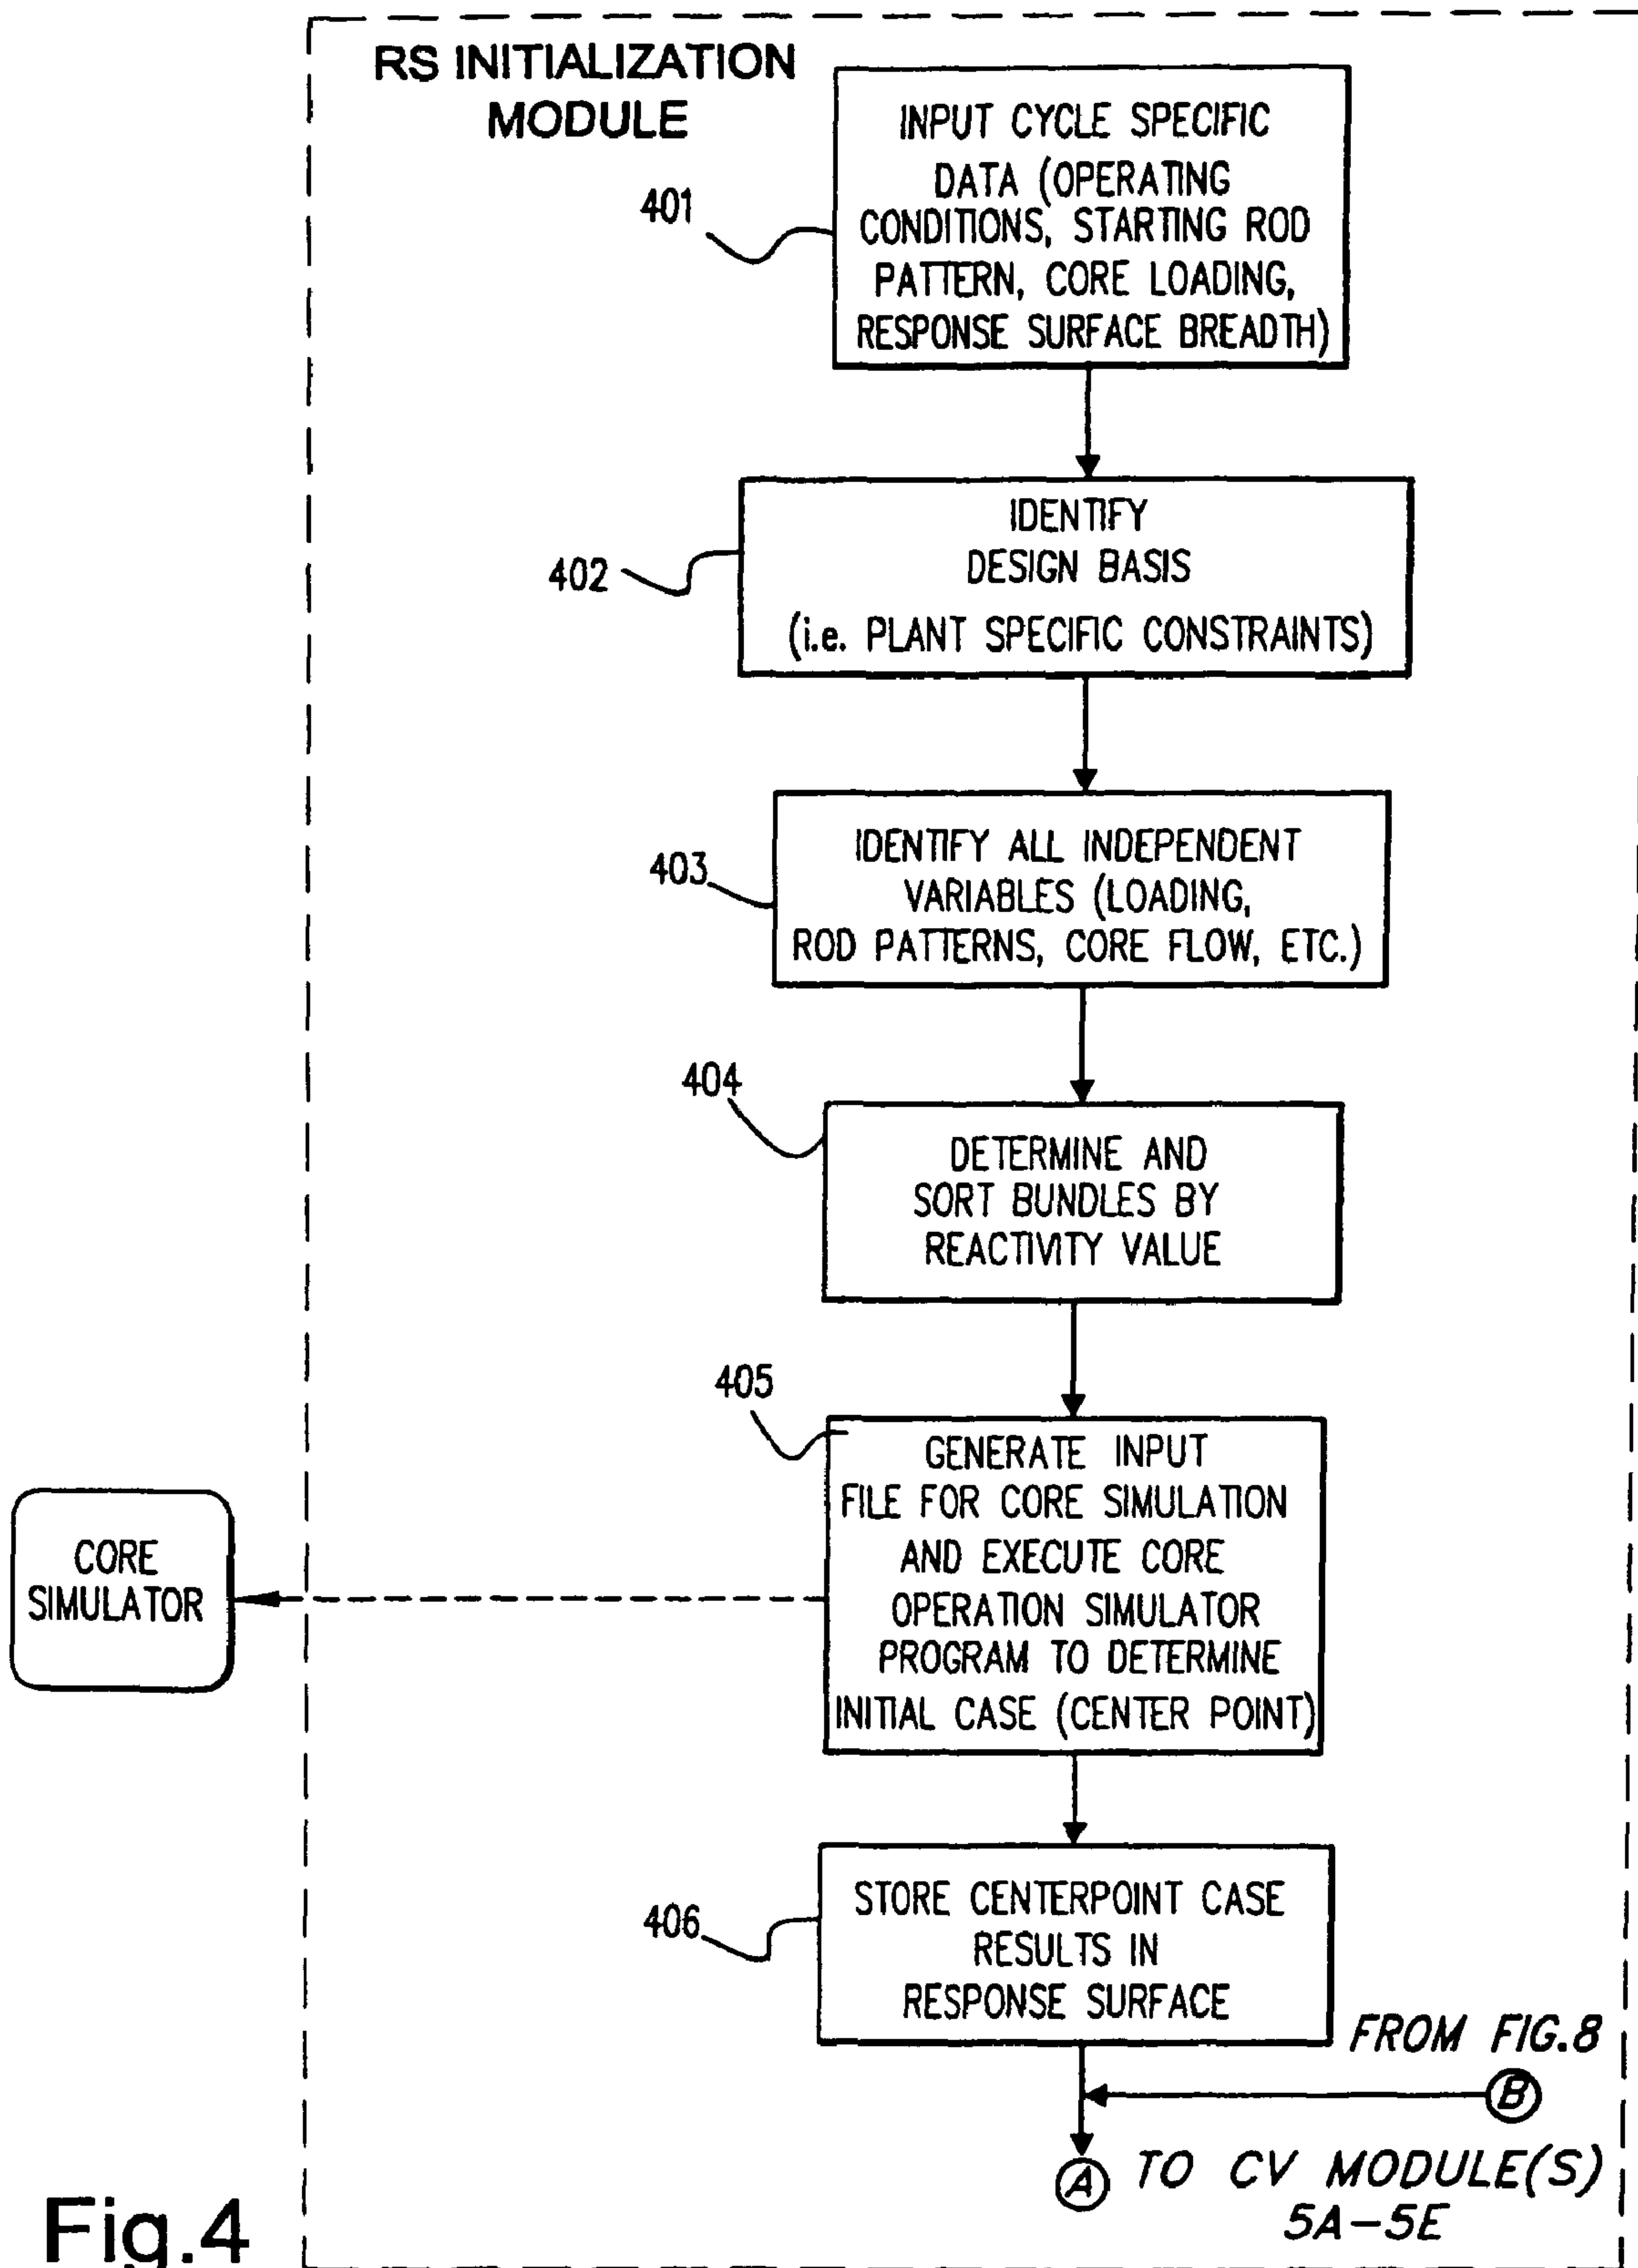 RS INITIALIZATION
MODULE
INPUT CYCLE SPECIFIC
DATA (OPERATING
CONDITIONS, STARTING ROD
PATTERN, CORE LOADING,
RESPONSE SURFACE BREADTH)
401
IDENTIFY
DESIGN BASIS
(i.e. PLANT SPECIFIC CONSTRAINTS)
402
IDENTIFY ALL INDEPENDENT
VARIABLES (LOADING,
ROD PATTERNS, CORE FLOW, ETC.)
403
404
DETERMINE AND
SORT BUNDLES BY
REACTIVITY VALUE
405
GENERATE INPUT
FILE FOR CORE SIMULATION
AND EXECUTE CORE
OPERATION SIMULATOR
PROGRAM TO DETERMINE
INITIAL CASE (CENTER POINT)
CORE
SIMULATOR
STORE CENTERPOINT CASE
RESULTS IN
RESPONSE SURFACE
406
FROM FIG.8
B
A TO CV MODULE(S)
5A-5E
Fig.4